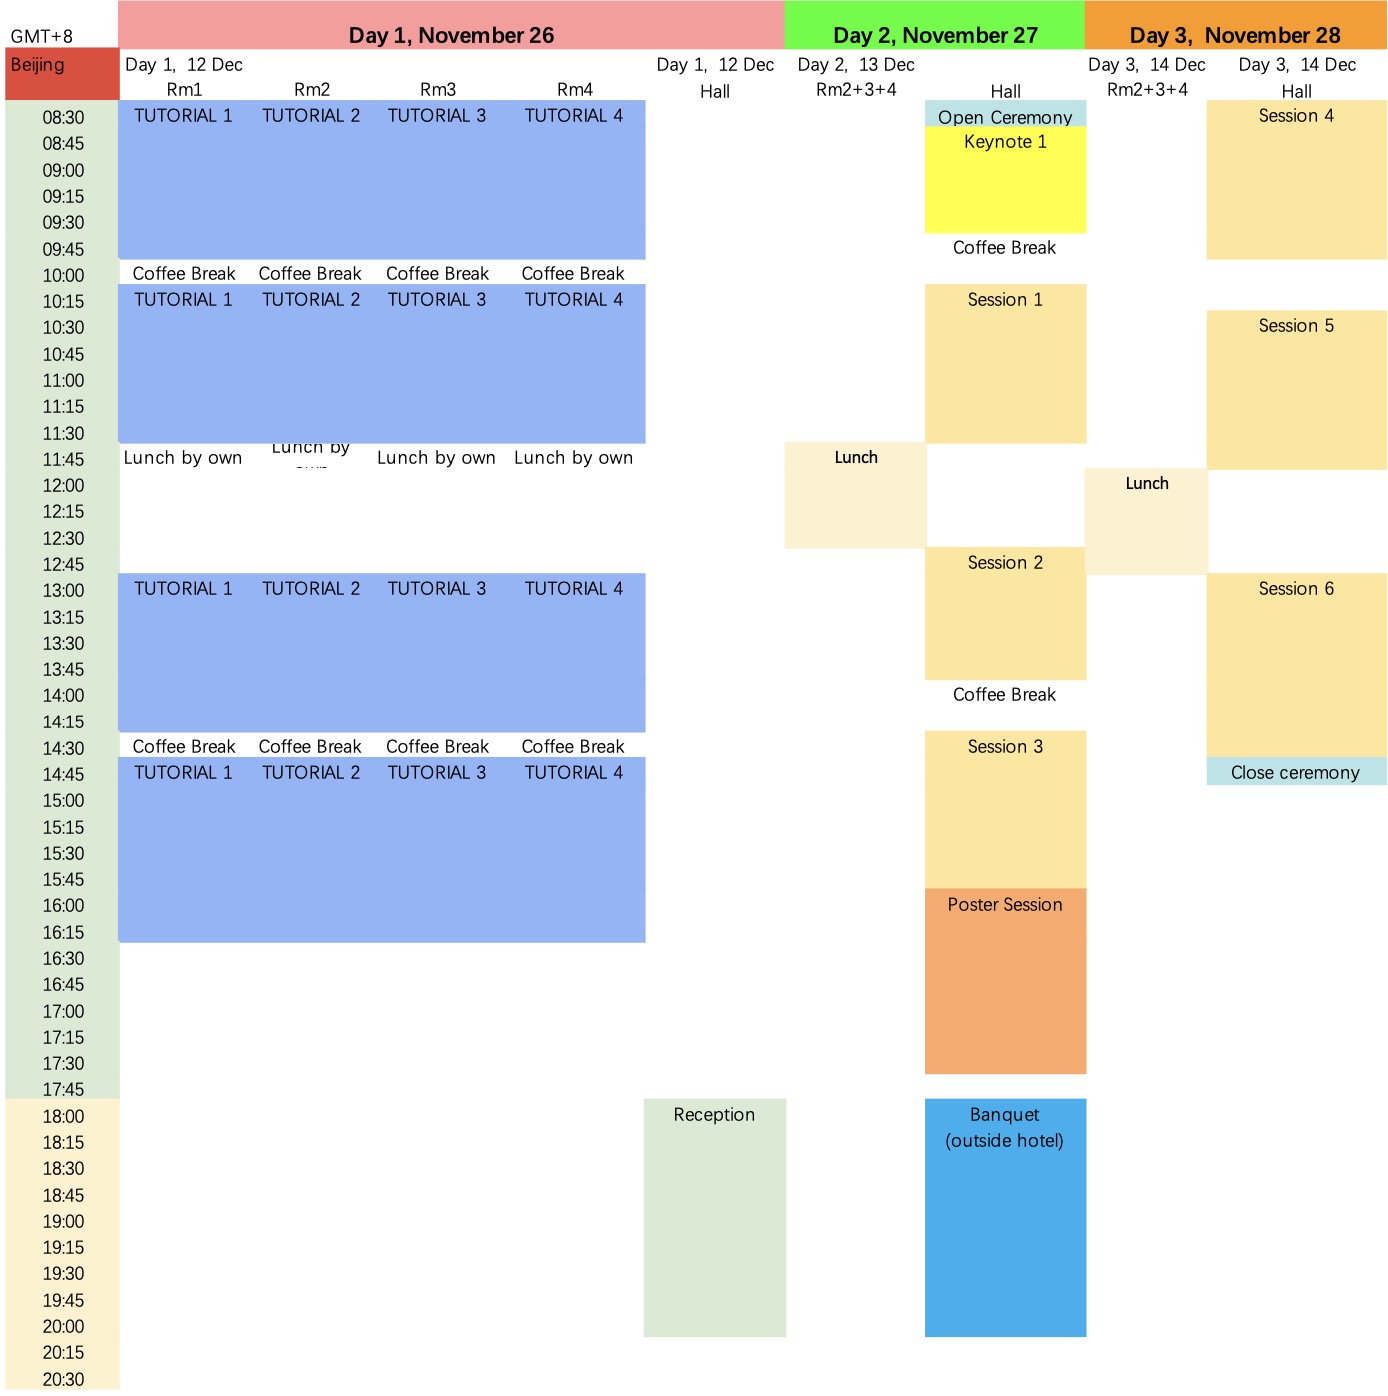 GMT+8 Day 1, November 26 Day 2, November 27 Day 3, November 28
Beijing Day 1, 12 Dec Day 1, 12 Dec Day 2, 13 Dec Day 3, 14 Dec Day 3, 14 Dec
Rm1 Rm2 Rm3 Rm4 Hall Rm2+3+4 Hall Rm2+3+4 Hall
08:30 TUTORIAL 1 TUTORIAL 2 TUTORIAL 3 TUTORIAL 4 Open Ceremony Session 4
08:45 Keynote 1
09:00
09:15
09:30
09:45 Coffee Break
10:00 Coffee Break Coffee Break Coffee Break Coffee Break
10:15 TUTORIAL 1 TUTORIAL 2 TUTORIAL 3 TUTORIAL 4 Session 1
10:30 Session 5
10:45
11:00
11:15
11:30
11:45 Lunch by own Lunch by Lunch by own Lunch by own Lunch
12:00 Lunch
12:15
12:30
12:45 Session 2
13:00 TUTORIAL 1 TUTORIAL 2 TUTORIAL 3 TUTORIAL 4 Session 6
13:15
13:30
13:45
14:00 Coffee Break
14:15
14:30 Coffee Break Coffee Break Coffee Break Coffee Break Session 3
14:45 TUTORIAL 1 TUTORIAL 2 TUTORIAL 3 TUTORIAL 4 Close ceremony
15:00
15:15
15:30
15:45
16:00 Poster Session
16:15
16:30
16:45
17:00
17:15
17:30
17:45
18:00 Reception Banquet
18:15 (outside hotel)
18:30
18:45
19:00
19:15
19:30
19:45
20:00
20:15
20:30